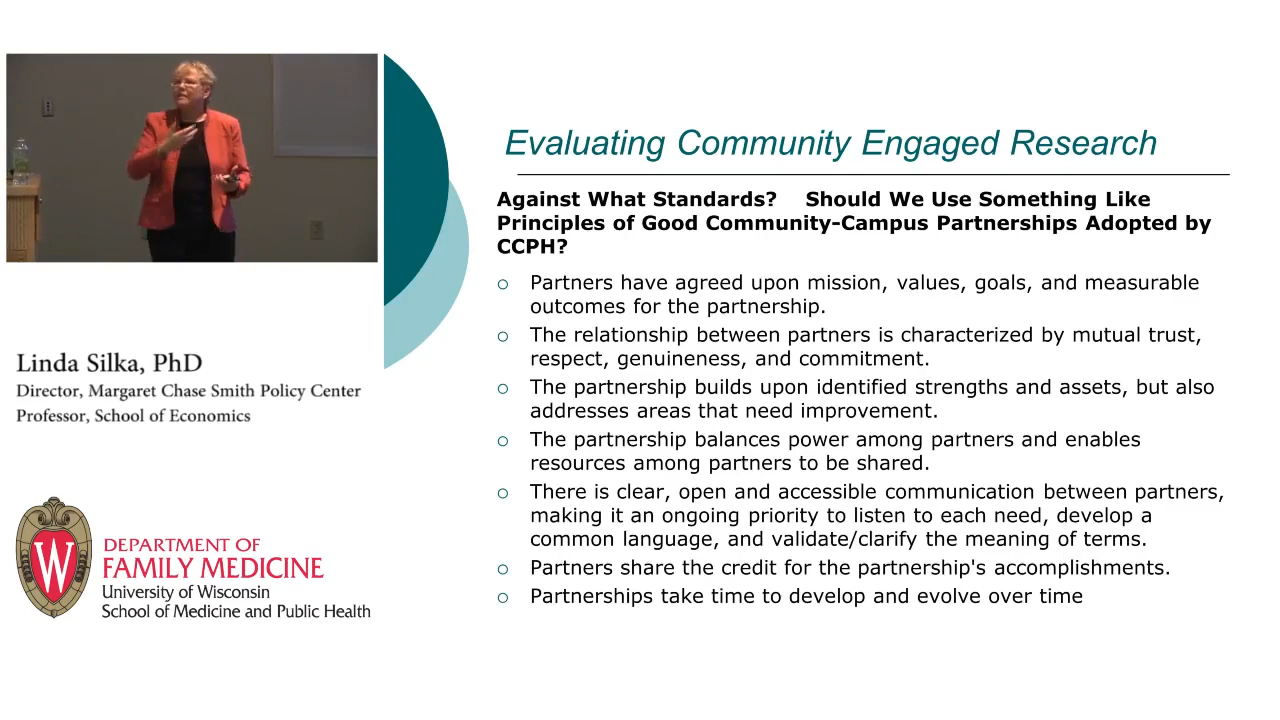 Evaluating Community Engaged Research
Against What Standards? Should We Use Something Like
Principles of Good Community-Campus Partnerships Adopted by
CCPH?
o Partners have agreed upon mission, values, goals, and measurable
outcomes for the partnership.
o The relationship between partners is characterized by mutual trust,
respect, genuineness, and commitment.
o The partnership builds upon identified strengths and assets, but also
addresses areas that need improvement.
o The partnership balances power among partners and enables
resources among partners to be shared.
o There is clear, open and accessible communication between partners,
making it an ongoing priority to listen to each need, develop a
common language, and validate/clarify the meaning of terms.
o Partners share the credit for the partnership's accomplishments.
o Partnerships take time to develop and evolve over time
Linda Silka, PhD
Director, Margaret Chase Smith Policy Center
Professor, School of Economics
W
DEPARTMENT OF
FAMILY MEDICINE
University of Wisconsin
School of Medicine and Public Health